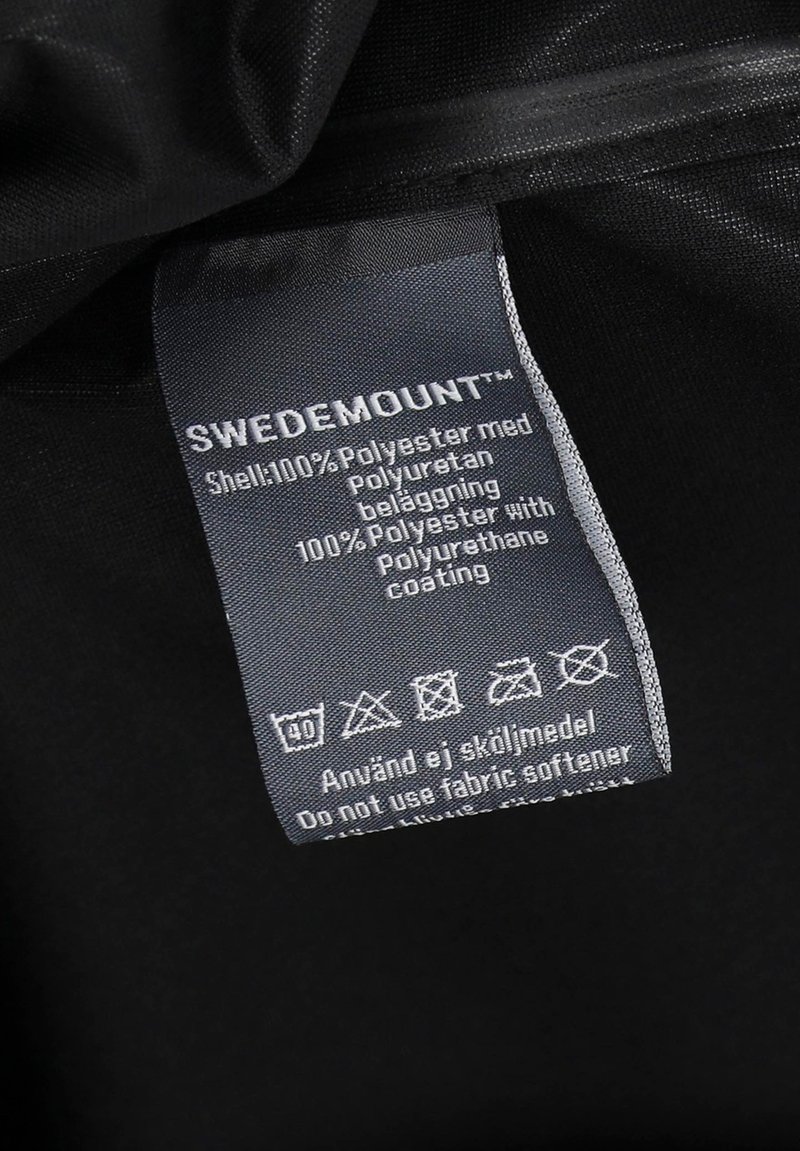 SWEDEMOUNT™
Shell:100%Polyester med
Polyuretan
beläggning
100%Polyester with
Polyurethane
coating
40
Använd ej sköljmedel
Do not use fabric softener